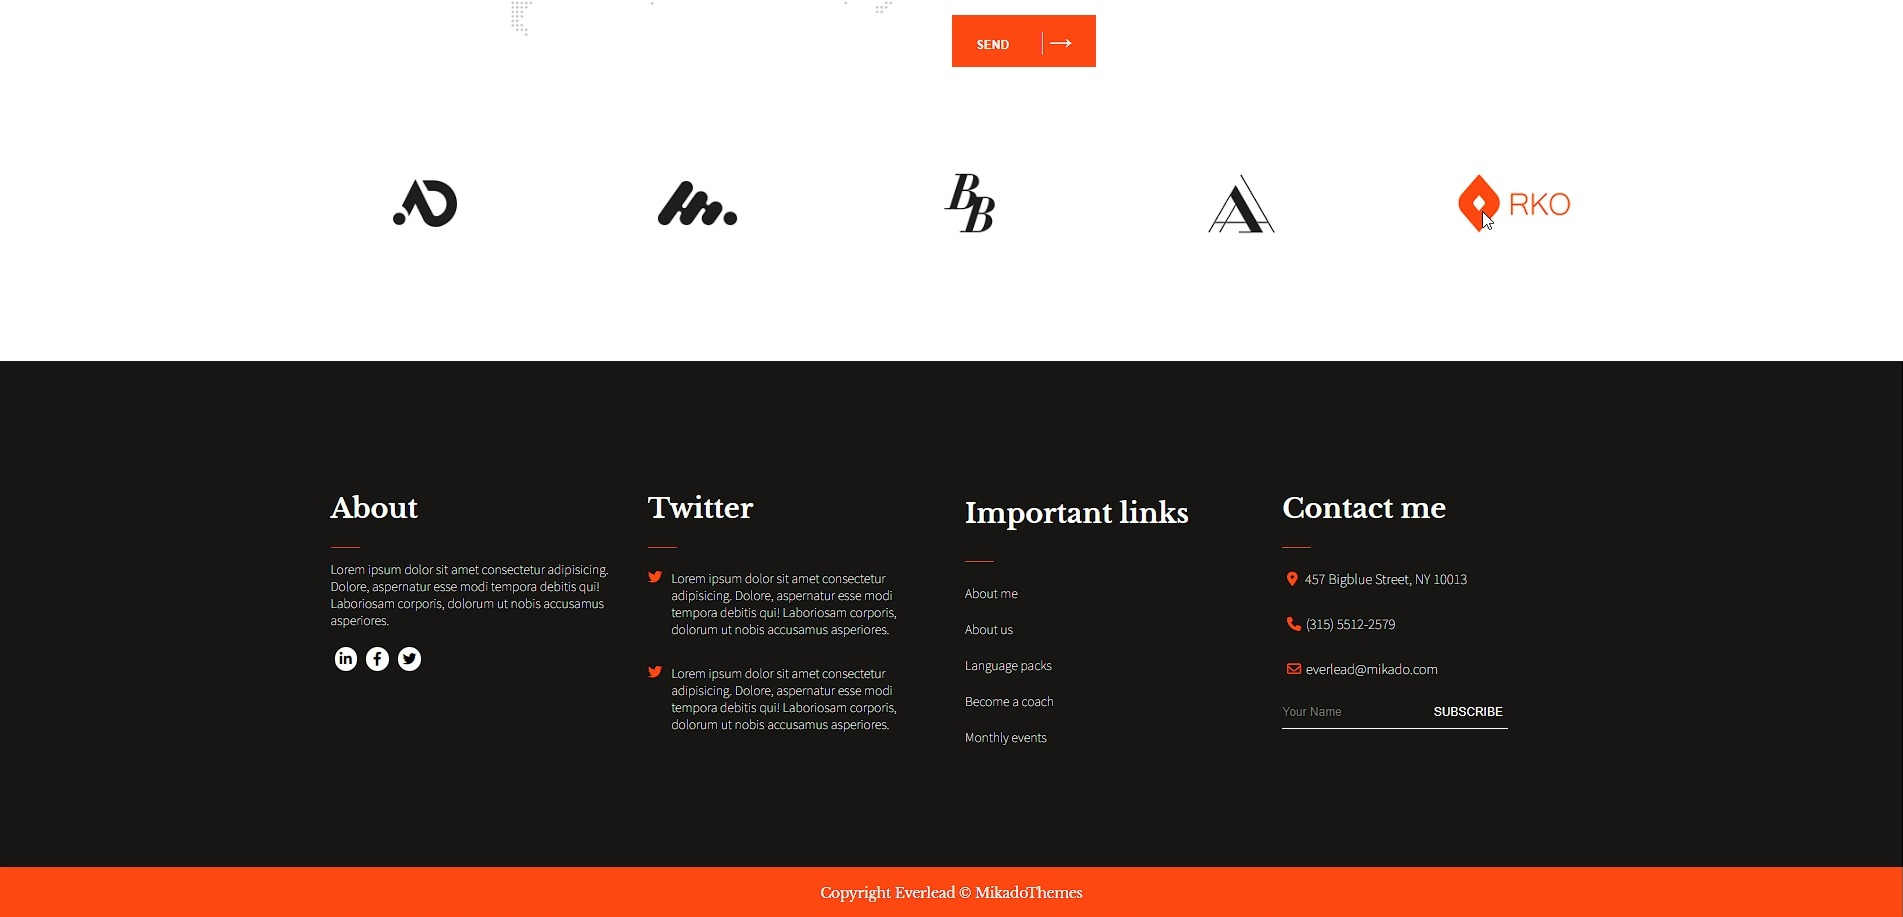 SEND
B
B
A
RKO
About
Lorem ipsum dolor sit amet consectetur adipisicing.
Dolore, aspernatur esse modi tempora debitis qui!
Laboriosam corporis, dolorum ut nobis accusamus
asperiores.
in f
Twitter
Lorem ipsum dolor sit amet consectetur
adipisicing. Dolore, aspernatur esse modi
tempora debitis qui! Laboriosam corporis,
dolorum ut nobis accusamus asperiores.
Lorem ipsum dolor sit amet consectetur
adipisicing. Dolore, aspernatur esse modi
tempora debitis qui! Laboriosam corporis,
dolorum ut nobis accusamus asperiores.
Important links
About me
About us
Language packs
Become a coach
Monthly events
Contact me
457 Bigblue Street, NY 10013
(315) 5512-2579
everlead@mikado.com
Your Name SUBSCRIBE
Copyright Everlead © MikadoThemes